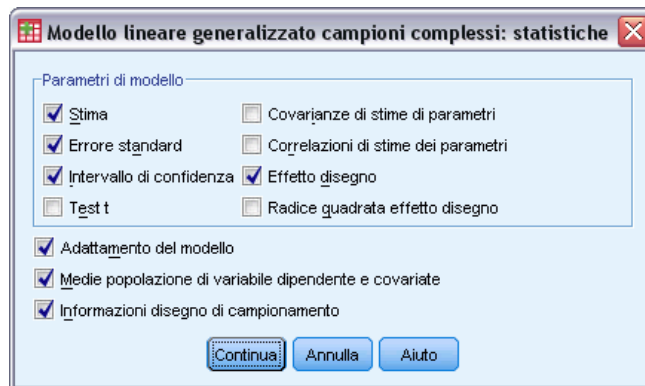 Modello lineare generalizzato campioni complessi: statistiche
Parametri di modello
Stima
Covarianze di stime di parametri
Errore standard
Correlazioni di stime dei parametri
Intervallo di confidenza
Effetto disegno
Test t
Radice quadrata effetto disegno
Adattamento del modello
Medie popolazione di variabile dipendente e covariate
Informazioni disegno di campionamento
Continua
Annulla
Aiuto